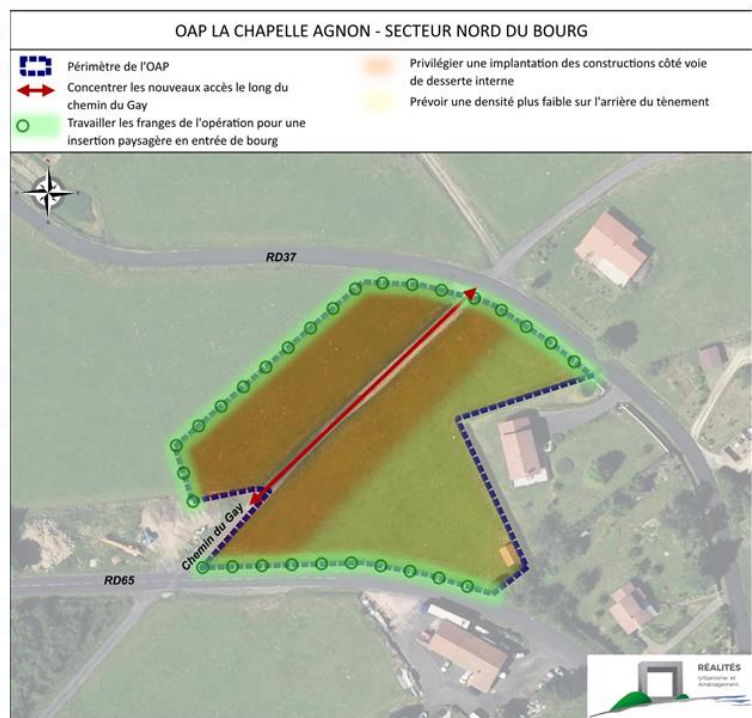 OAP LA CHAPELLE AGNON - SECTEUR NORD DU BOURG
Périmètre de l'OAP
Concentrer les nouveaux accès le long du
chemin du Gay
Travailler les franges de l'opération pour une
insertion paysagère en entrée de bourg
Privilégier une implantation des constructions côté voie
de desserte interne
Prévoir une densité plus faible sur l'arrière du tènement
RD37
Chemin du Gay
RD65
RÉALITÉS
Urbanisme et
Aménagement